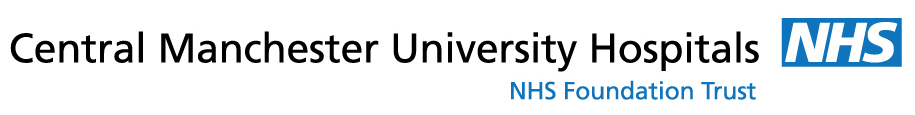 Central Manchester University Hospitals NHS
NHS Foundation Trust